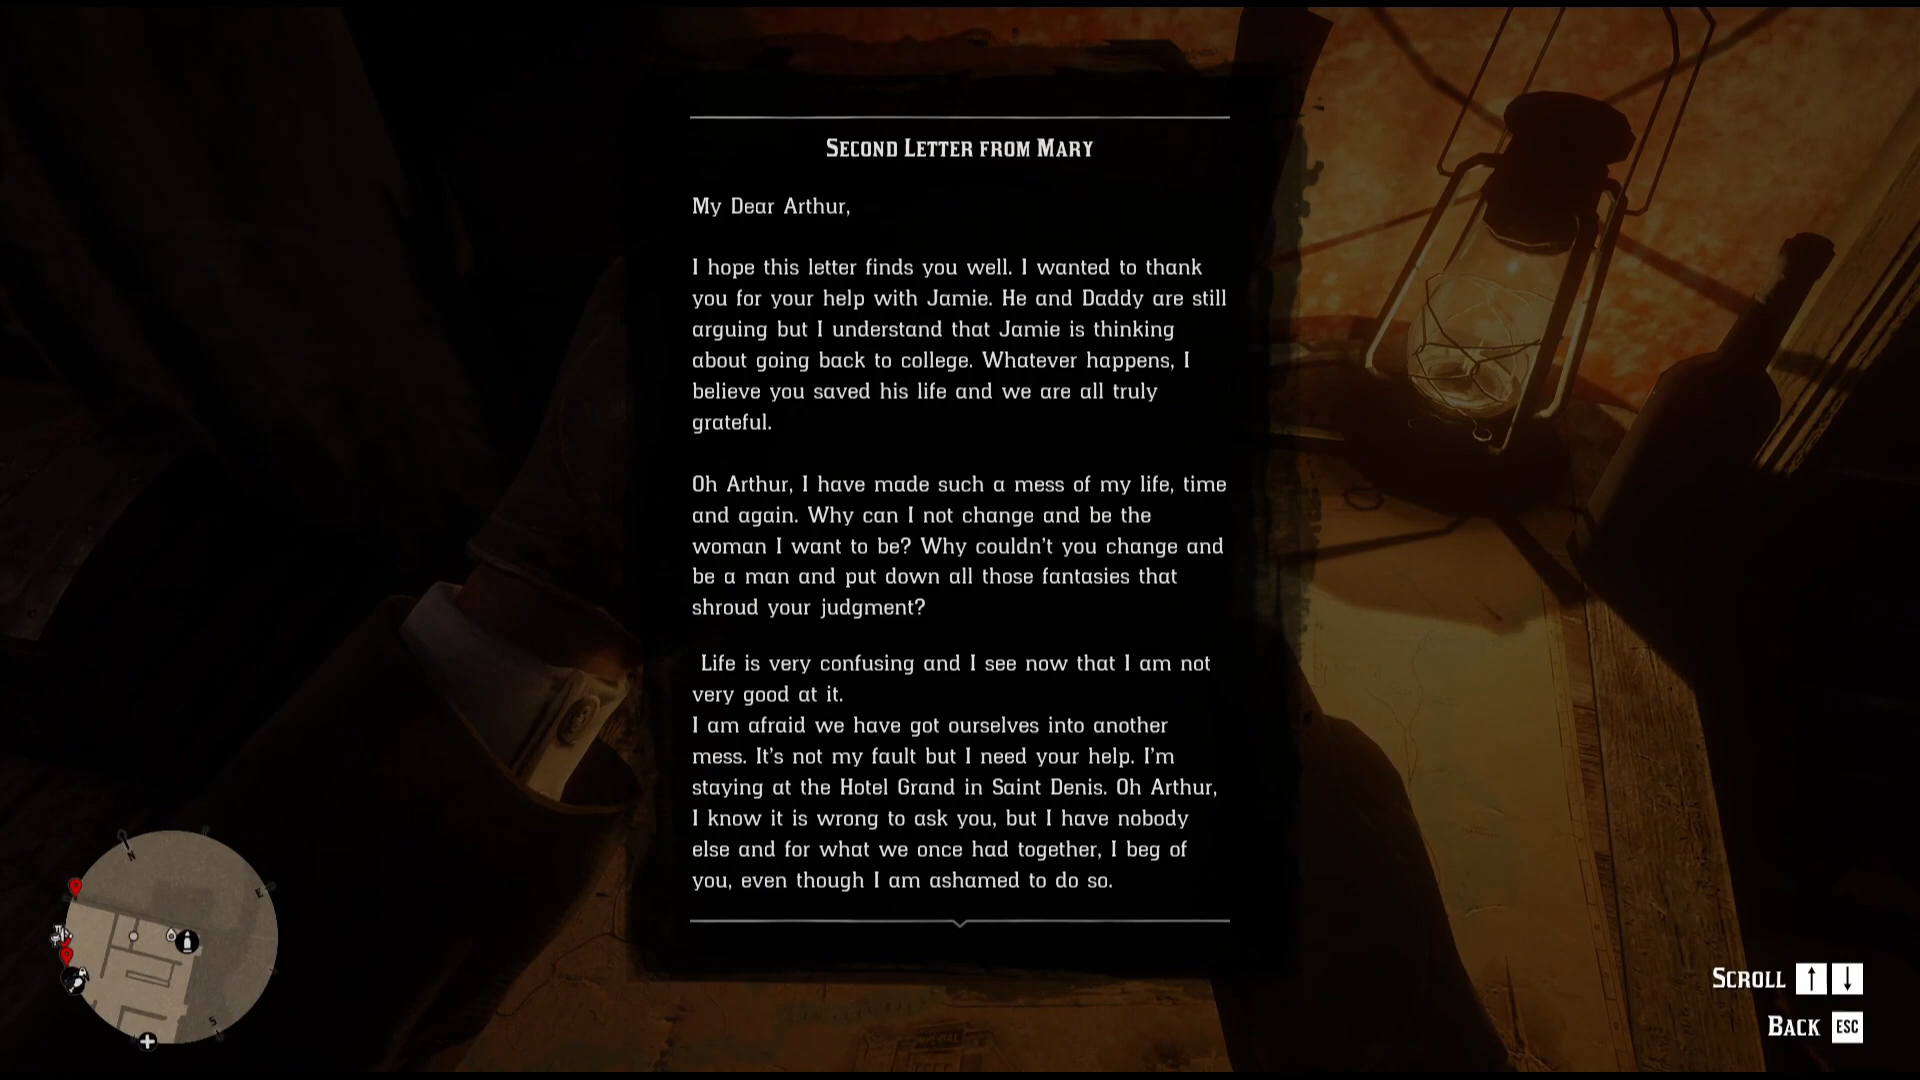 Second Letter from Mary
My Dear Arthur,
I hope this letter finds you well. I wanted to thank
you for your help with Jamie. He and Daddy are still
arguing but I understand that Jamie is thinking
about going back to college. Whatever happens, I
believe you saved his life and we are all truly
grateful.
Oh Arthur, I have made such a mess of my life, time
and again. Why can I not change and be the
woman I want to be? Why couldn't you change and
be a man and put down all those fantasies that
shroud your judgment?
Life is very confusing and I see now that I am not
very good at it.
I am afraid we have got ourselves into another
mess. It's not my fault but I need your help. I'm
staying at the Hotel Grand in Saint Denis. Oh Arthur,
I know it is wrong to ask you, but I have nobody
else and for what we once had together, I beg of
you, even though I am ashamed to do so.
N
E
S
Scroll ↑ ↓
Back ESC